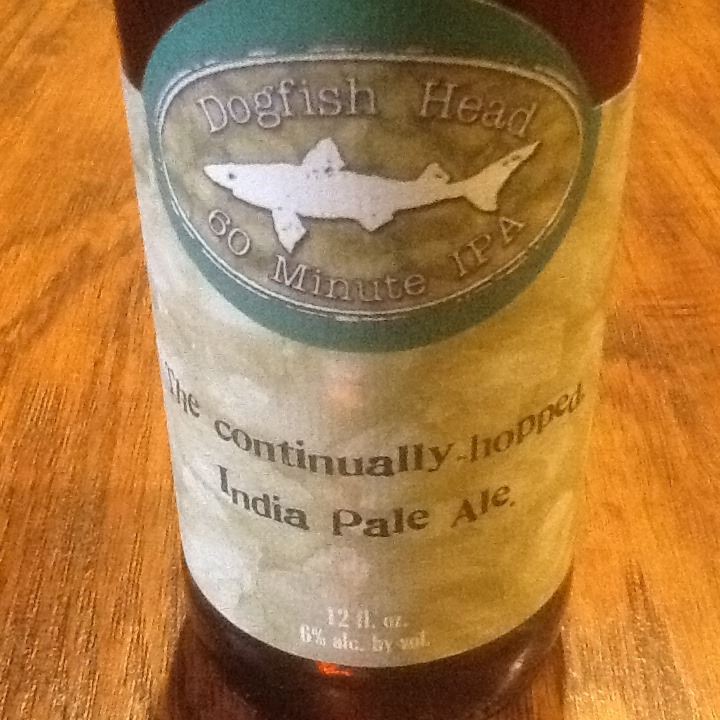 Dogfish Head
60 Minute IPA
The continually-hopped
India Pale Ale.
12 fl. oz.
6% alc. by vol.